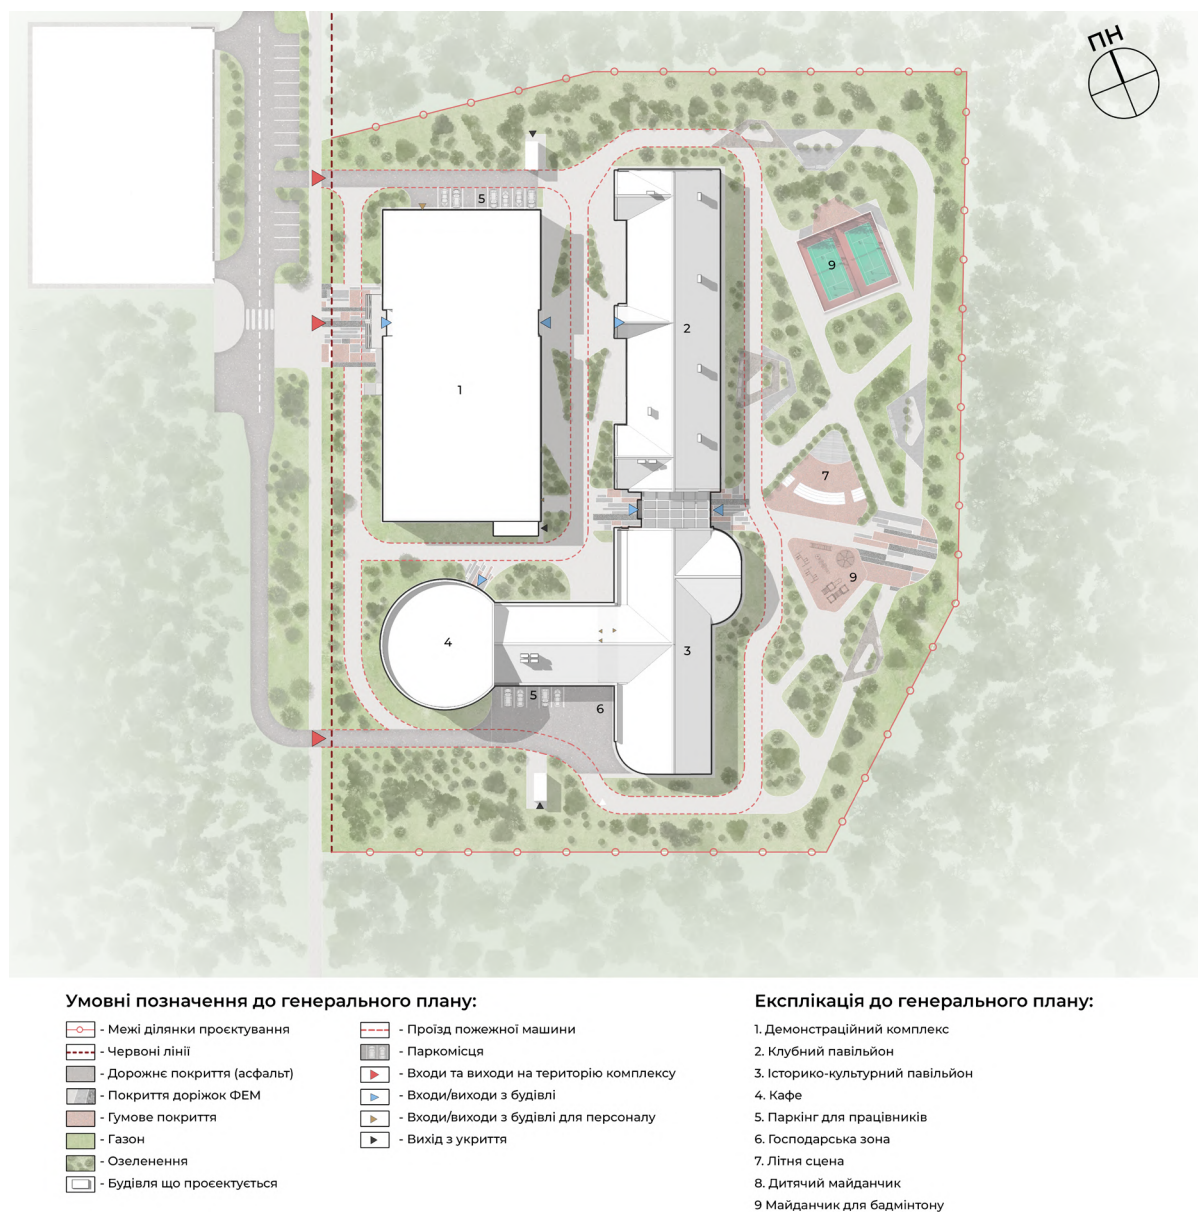 ПН
5
9
2
1
7
9
4
3
5
6
Умовні позначення до генерального плану:
- Межі ділянки проєктування
- Червоні лінії
- Дорожнє покриття (асфальт)
- Покриття доріжок ФЕМ
- Гумове покриття
- Газон
- Озеленення
- Будівля що проєектується
- Проїзд пожежної машини
- Паркомісця
- Входи та виходи на територію комплексу
- Входи/виходи з будівлі
- Входи/виходи з будівлі для персоналу
- Вихід з укриття
Експлікація до генерального плану:
1. Демонстраційний комплекс
2. Клубний павільйон
3. Історико-культурний павільйон
4. Кафе
5. Паркінг для працівників
6. Господарська зона
7. Літня сцена
8. Дитячий майданчик
9 Майданчик для бадмінтону